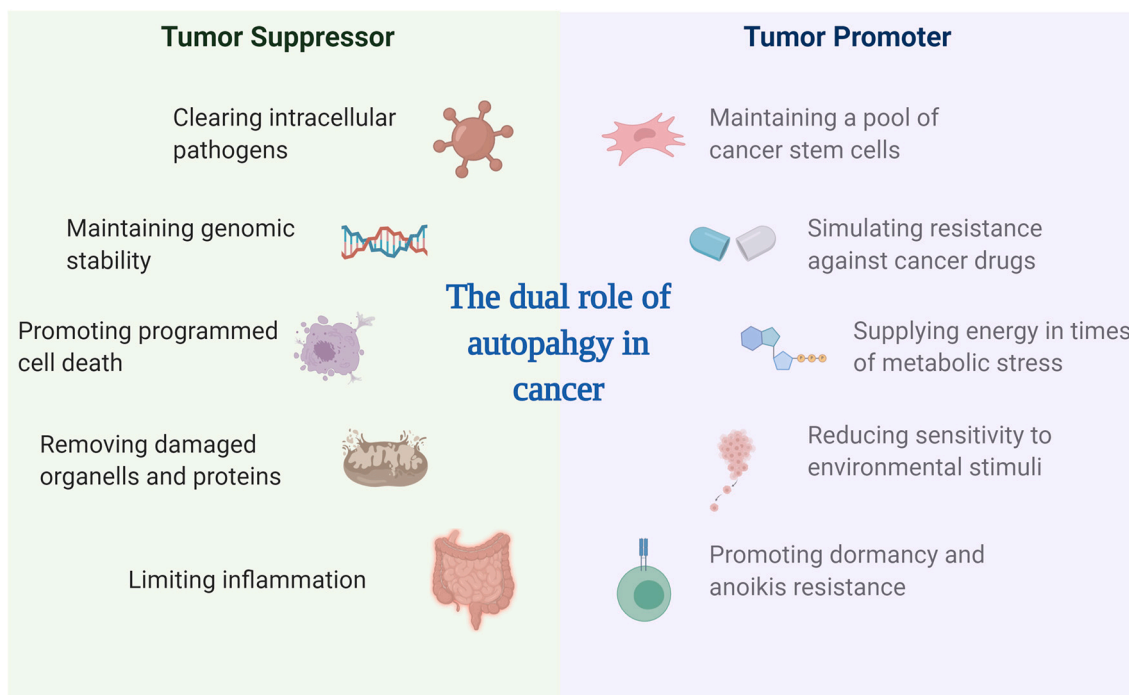 Tumor Suppressor
Clearing intracellular
pathogens
Maintaining genomic
stability
Promoting programmed
cell death
Removing damaged
organells and proteins
Limiting inflammation
The dual role of
autopahgy in
cancer
Tumor Promoter
Maintaining a pool of
cancer stem cells
Simulating resistance
against cancer drugs
Supplying energy in times
of metabolic stress
Reducing sensitivity to
environmental stimuli
Promoting dormancy and
anoikis resistance